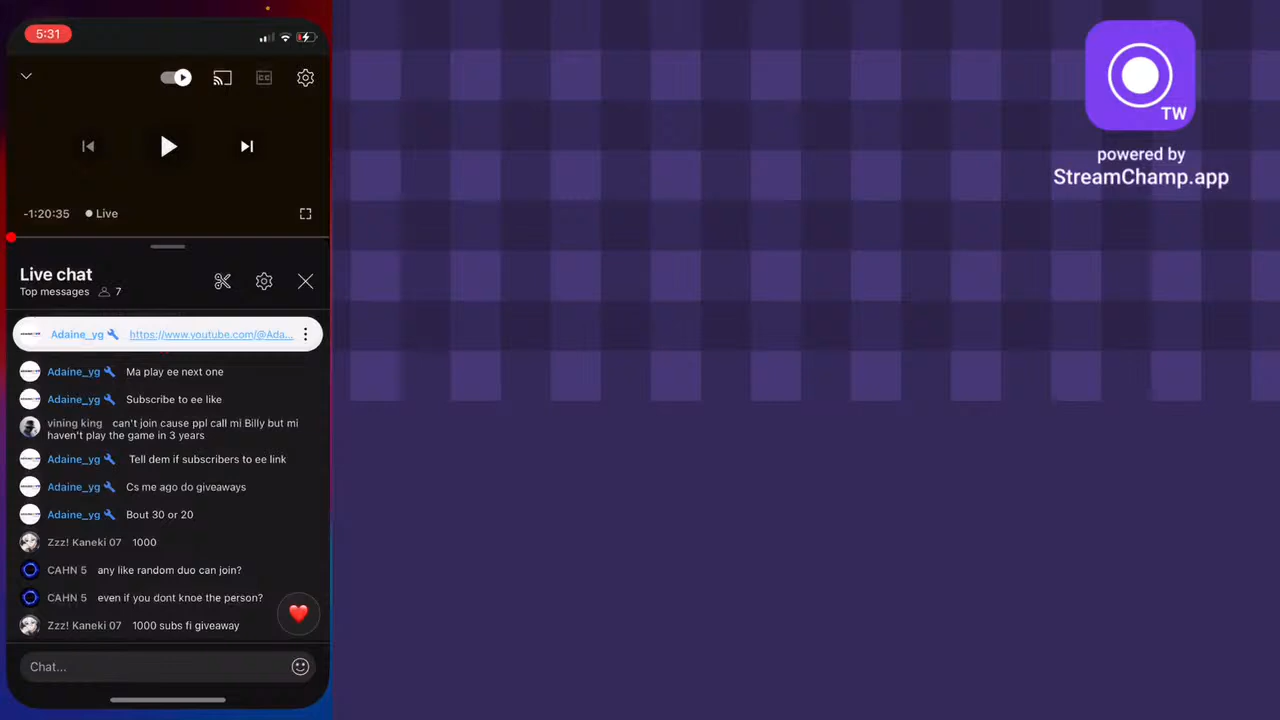 5:31
TW
powered by
StreamChamp.app
CC
-1:20:35 Live
Live chat
Top messages 7
Adaine_yg https://www.youtube.com/@Ada...
Adaine_yg Ma play ee next one
Adaine_yg Subscribe to ee like
vining king can't join cause ppl call mi Billy but mi
haven't play the game in 3 years
Adaine_yg Tell dem if subscribers to ee link
Adaine_yg Cs me ago do giveaways
Adaine_yg Bout 30 or 20
Zzz! Kaneki 07 1000
CAHN 5 any like random duo can join?
CAHN 5 even if you dont knoe the person?
Zzz! Kaneki 07 1000 subs fi giveaway
Chat...